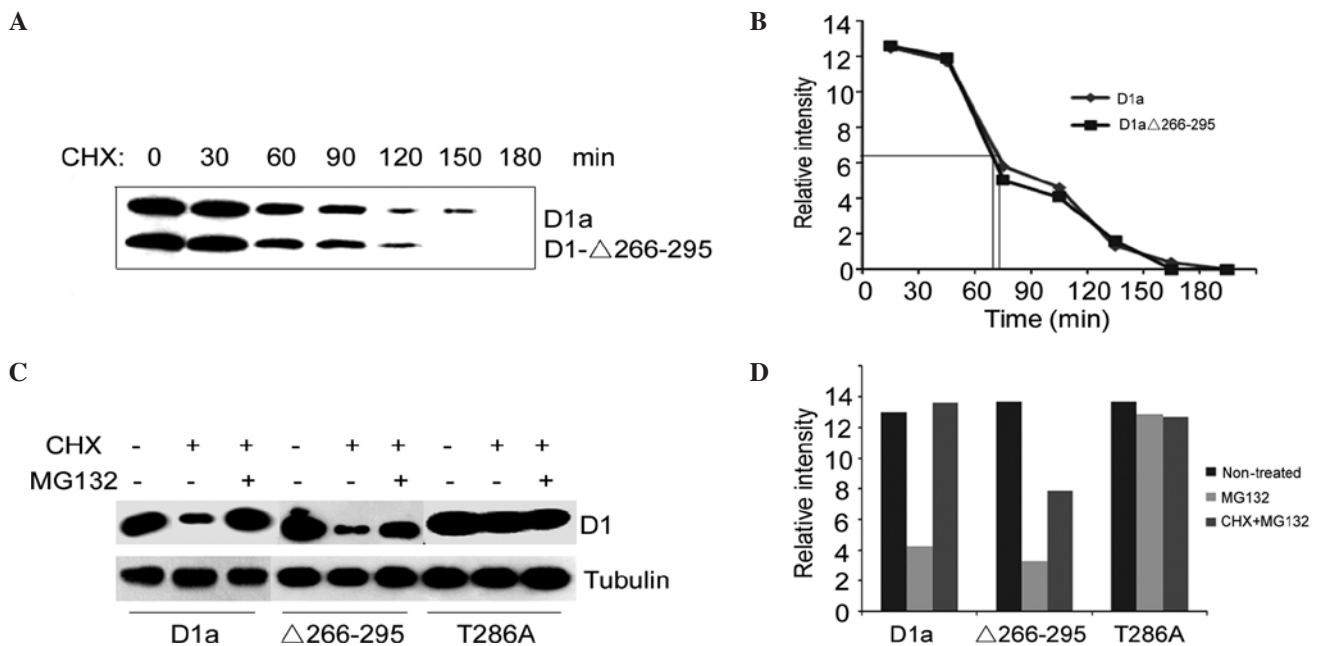 A
CHX: 0 30 60 90 120 150 180 min
D1a
D1-△266-295
B
14
12
10
8
6
4
2
0
Relative intensity
0 30 60 90 120 150 180
Time (min)
D1a
D1a△266-295
C
CHX - + + - + + - + +
MG132 - - + - - + - - +
D1
Tubulin
D1a △266-295 T286A
D
14
12
10
8
6
4
2
0
Relative intensity
D1a △266-295 T286A
Non-treated
MG132
CHX+MG132